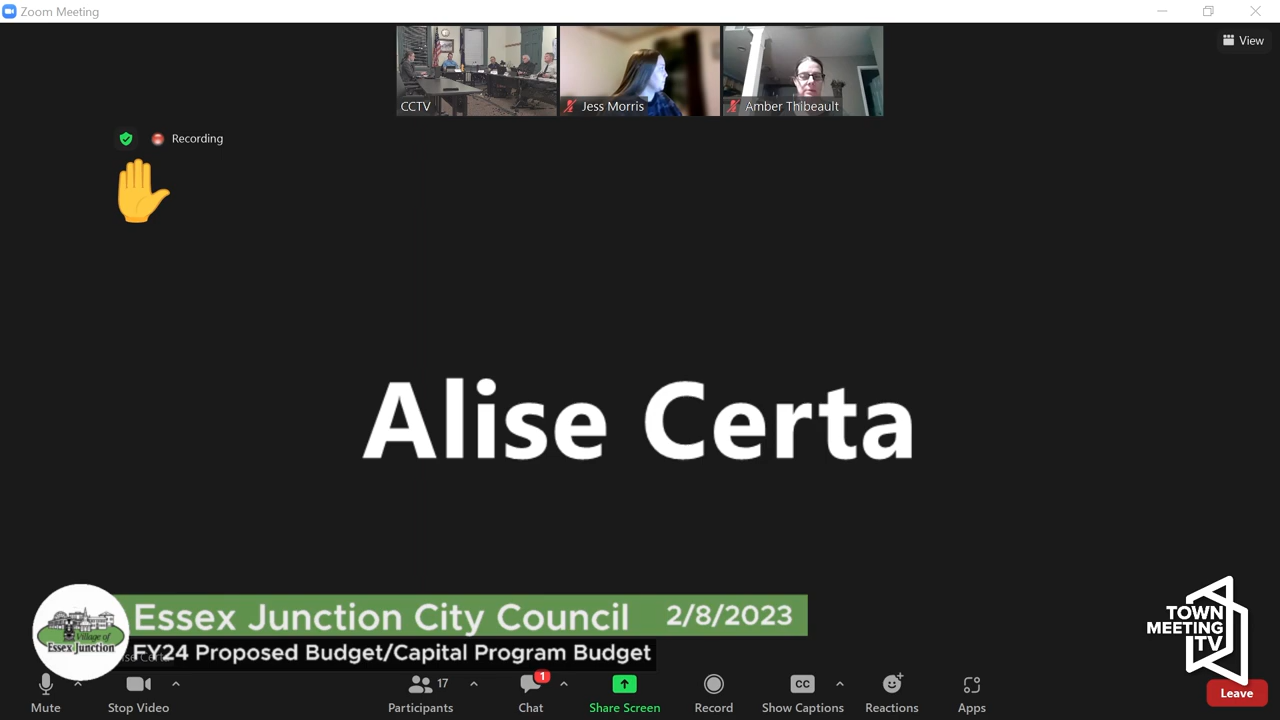 Zoom Meeting
View
CCTV
Jess Morris
Amber Thibeault
Recording
Alise Certa
Essex Junction City Council 2/8/2023
Village of
Essex Junction
FY24 Proposed Budget/Capital Program Budget
TOWN
MEETING
TV
17
1
CC
Mute
Stop Video
Participants
Chat
Share Screen
Record
Show Captions
Reactions
Apps
Leave